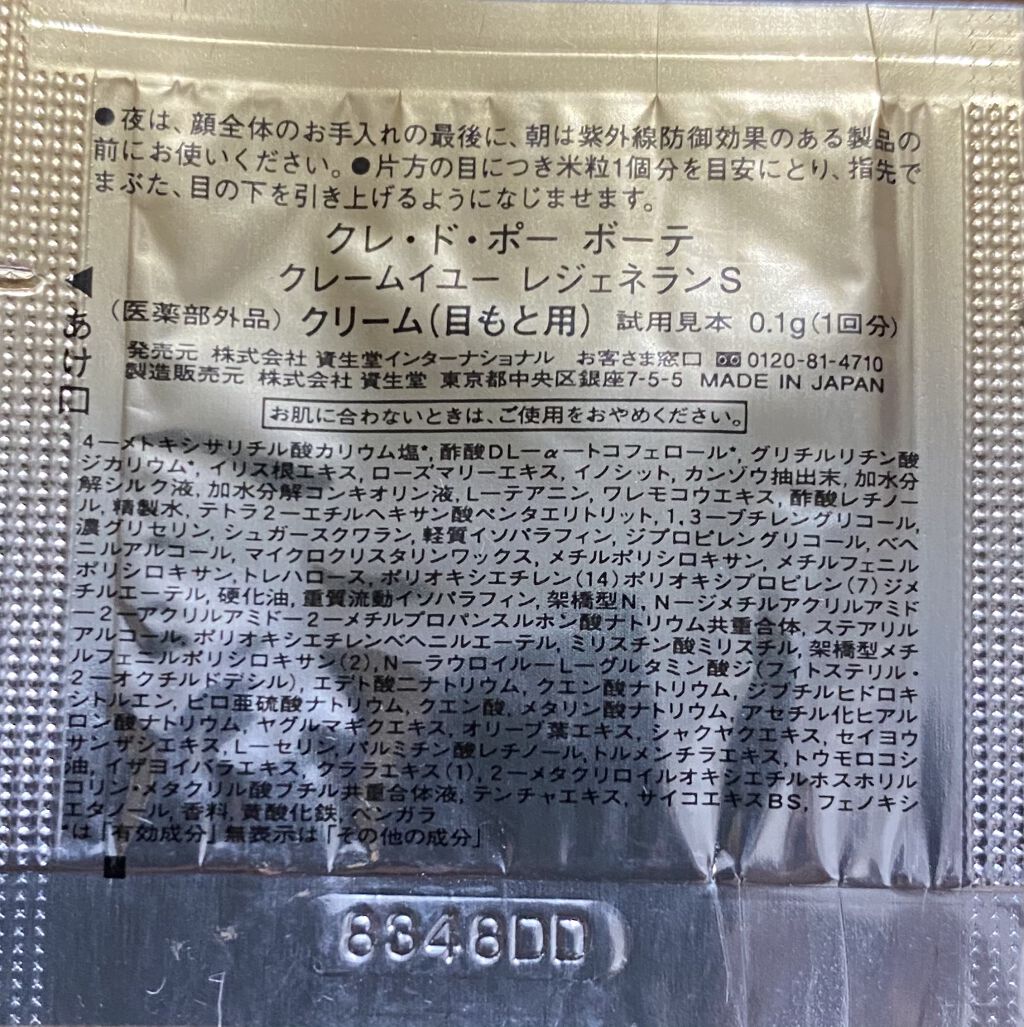 ●夜は、顔全体のお手入れの最後に、朝は紫外線防御効果のある製品の
前にお使いください。●片方の目につき米粒1個分を目安にとり、指先で
まぶた、目の下を引き上げるようになじませます。
クレ・ド・ポー ボーテ
クレームイユー レジェネランS
(医薬部外品) クリーム(目もと用) 試用見本 0.1g(1回分)
発売元 株式会社 資生堂インターナショナル お客さま窓口 0120-81-4710
製造販売元 株式会社 資生堂 東京都中央区銀座7-5-5 MADE IN JAPAN
◀あけ口
お肌に合わないときは、ご使用をおやめください。
4−メトキシサリチル酸カリウム塩*, 酢酸DL−α−トコフェロール*, グリチルリチン酸
ジカリウム*, イリス根エキス, ローズマリーエキス, イノシット, カンゾウ抽出末, 加水分
解シルク液, 加水分解コンキオリン液, L−テアニン, ワレモコウエキス, 酢酸レチノー
ル, 精製水, テトラ2−エチルヘキサン酸ペンタエリトリット, 1,3−ブチレングリコール,
濃グリセリン, シュガースクワラン, 軽質イソパラフィン, ジプロピレングリコール, ベヘ
ニルアルコール, マイクロクリスタリンワックス, メチルポリシロキサン, メチルフェニル
ポリシロキサン, トレハロース, ポリオキシエチレン(14)ポリオキシプロピレン(7)ジメ
チルエーテル, 硬化油, 重質流動イソパラフィン, 架橋型N, N−ジメチルアクリルアミド
−2−アクリルアミド−2−メチルプロパンスルホン酸ナトリウム共重合体, ステアリル
アルコール, ポリオキシエチレンベヘニルエーテル, ミリスチン酸ミリスチル, 架橋型メチ
ルフェニルポリシロキサン(2), N−ラウロイル−L−グルタミン酸ジ(フィトステリル・
2−オクチルドデシル), エデト酸二ナトリウム, クエン酸ナトリウム, ジブチルヒドロキ
シトルエン, ピロ亜硫酸ナトリウム, クエン酸, メタリン酸ナトリウム, アセチル化ヒアル
ロン酸ナトリウム, ヤグルマギクエキス, オリーブ葉エキス, シャクヤクエキス, セイヨウ
サンザシエキス, L−セリン, パルミチン酸レチノール, トルメンチラエキス, トウモロコシ
油, イザヨイバラエキス, クララエキス(1), 2−メタクリロイルオキシエチルホスホリル
コリン・メタクリル酸ブチル共重合体液, テンチャエキス, サイコエキスBS, フェノキシ
エタノール, 香料, 黄酸化鉄, ベンガラ
*は「有効成分」無表示は「その他の成分」
8348DD